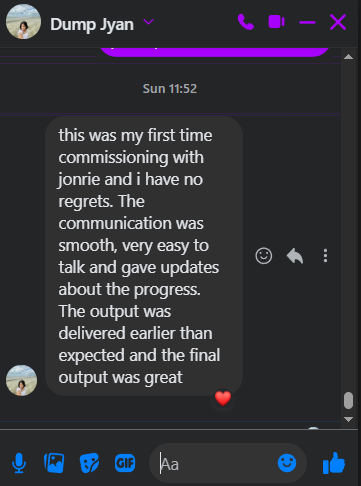 Dump Jyan
Sun 11:52
this was my first time
commissioning with
jonrie and i have no
regrets. The
communication was
smooth, very easy to
talk and gave updates
about the progress.
The output was
delivered earlier than
expected and the final
output was great
GIF
Aa